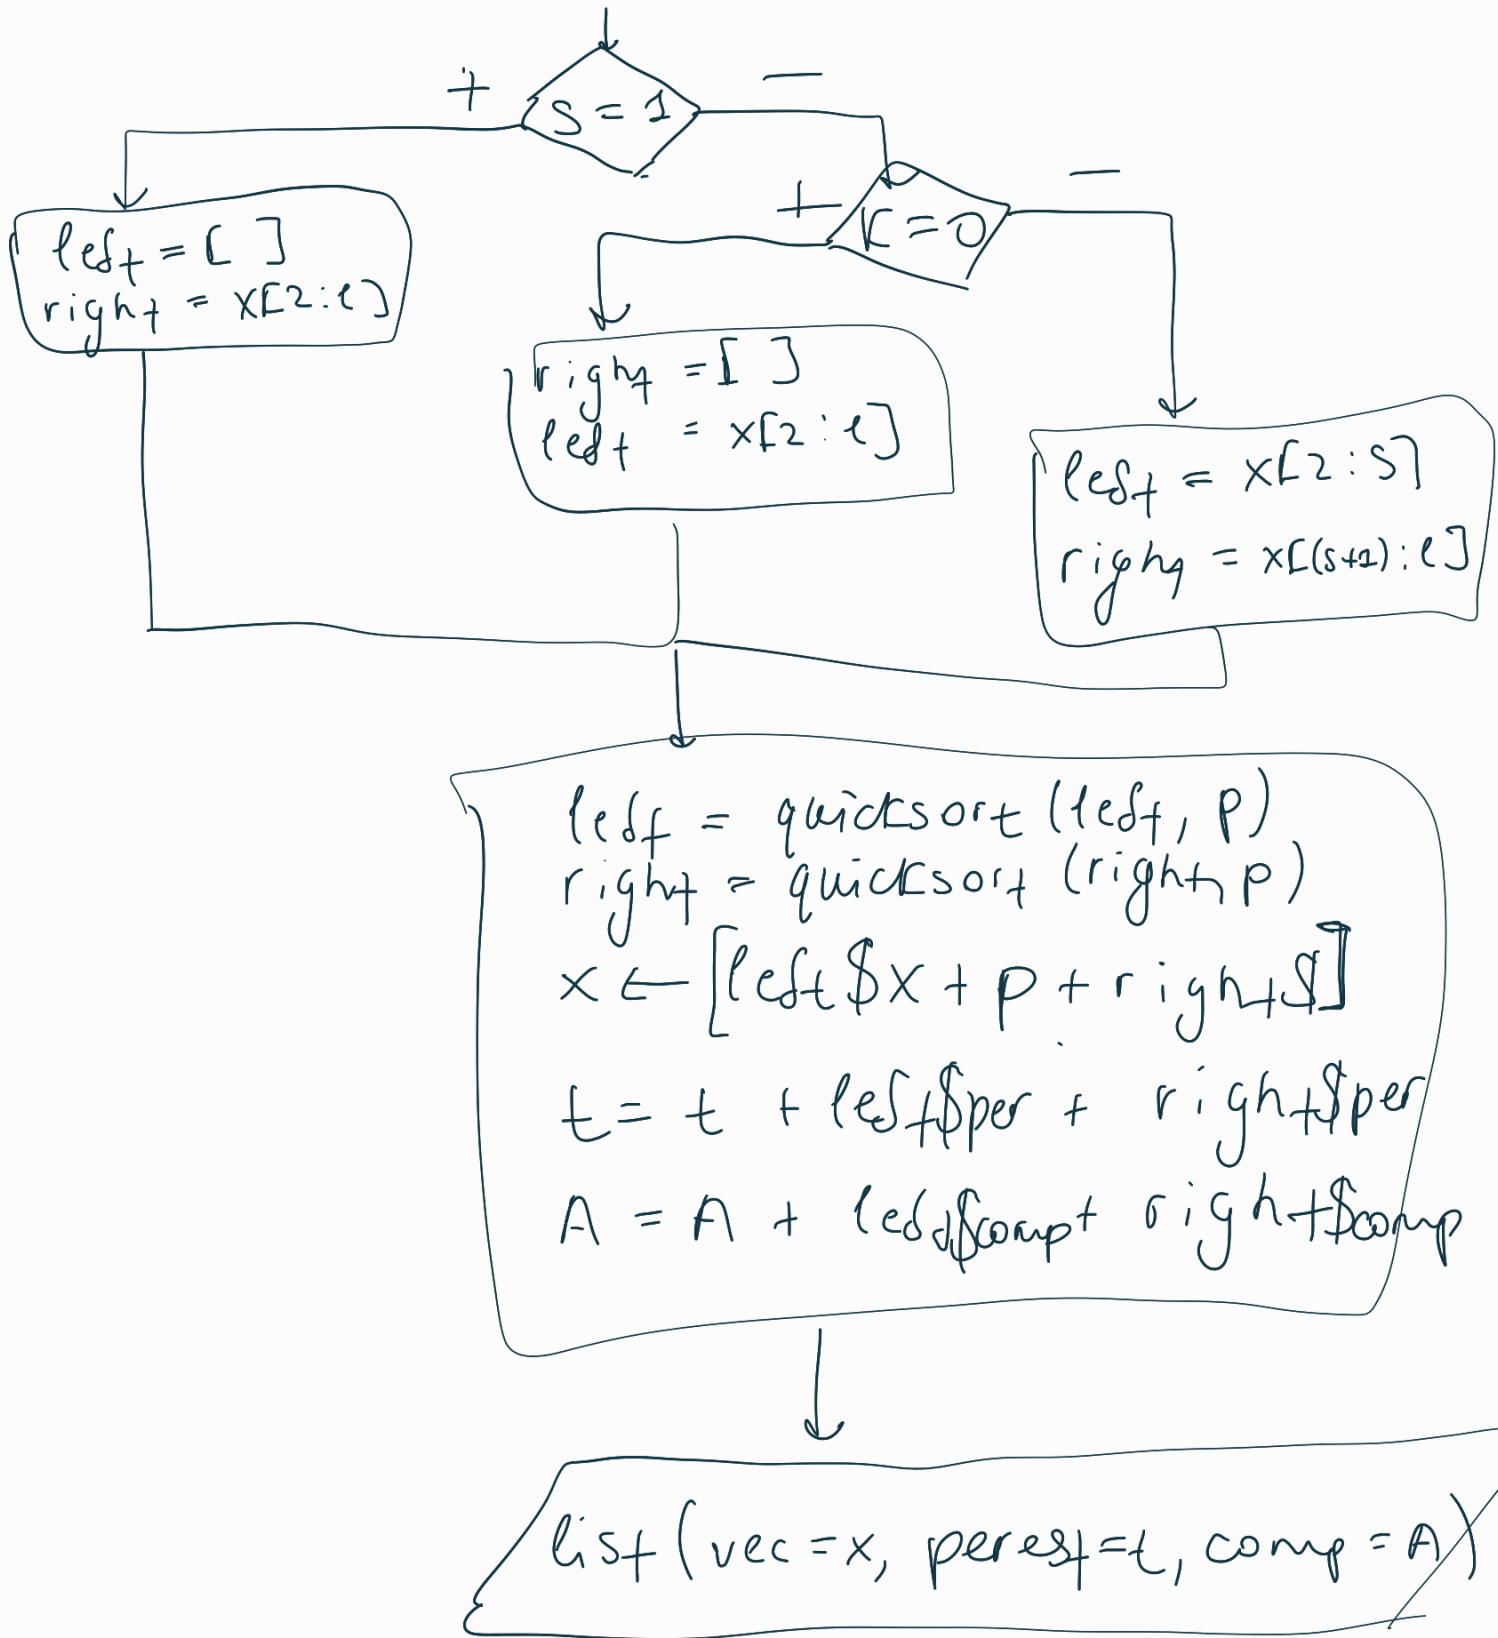 +
S = 1
—
+
K = 0
—
left = [ ]
right = x[2:l]
right = [ ]
left = x[2:l]
left = x[2:S]
right = x[(s+1):l]
left = quicksort (left, p)
right = quicksort (right, p)
x ← [left$x + p + right$]
t = t + left$per + right$per
A = A + left$comp + right$comp
list (vec = x, perest = t, comp = A)